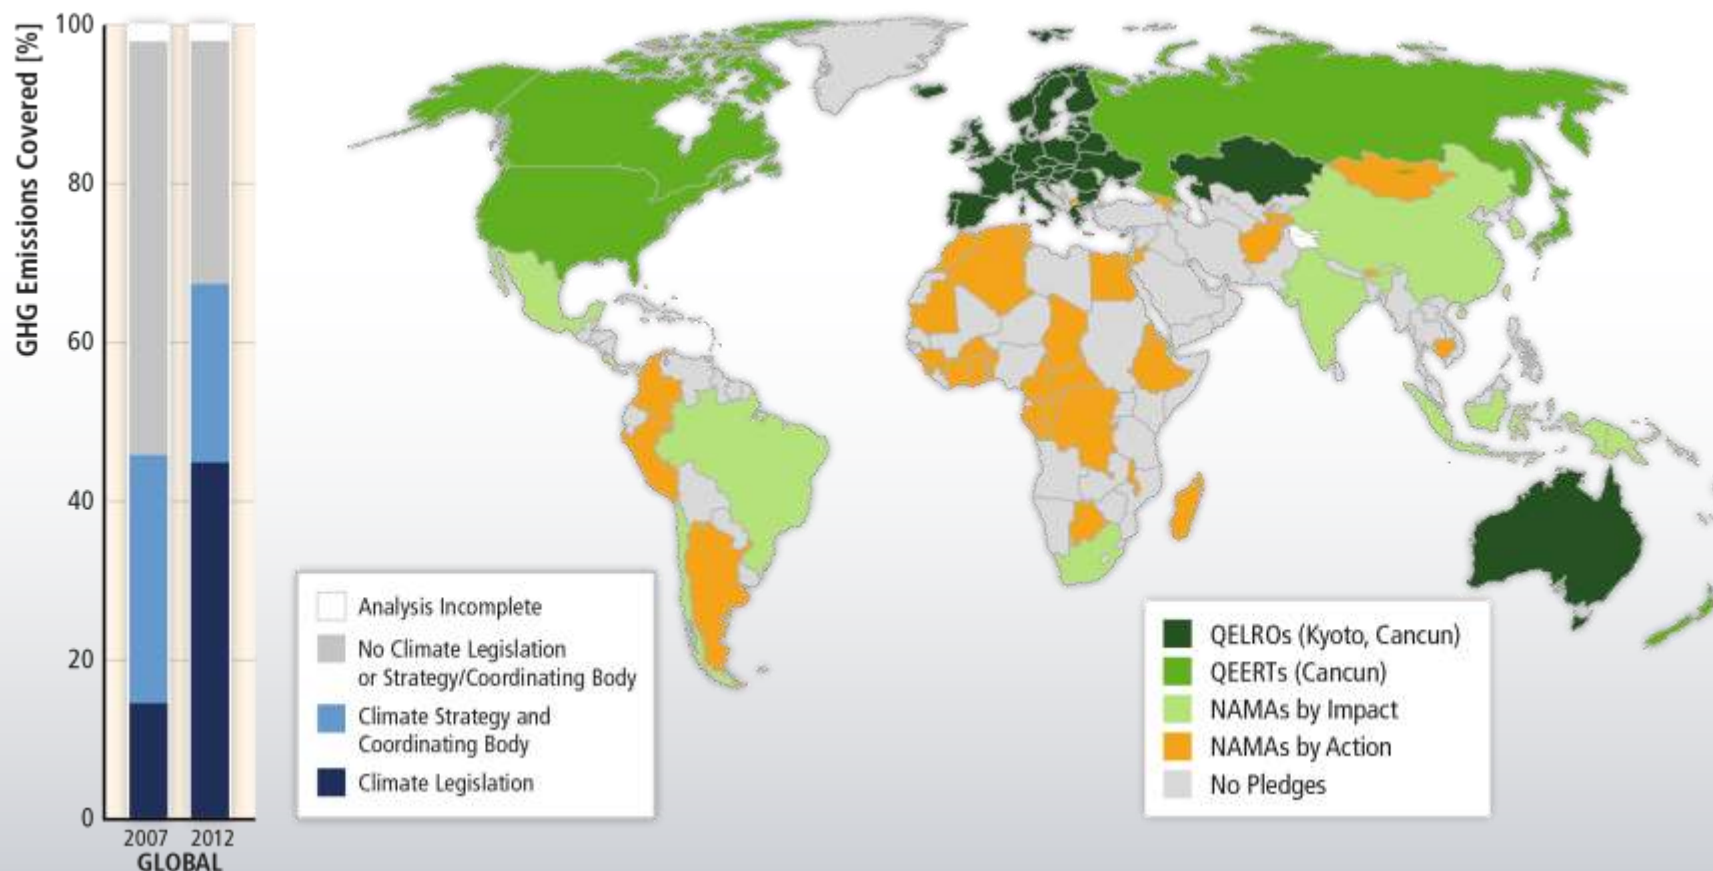 GHG Emissions Covered [%]
100
80
60
40
20
0
2007 2012
GLOBAL
Analysis Incomplete
No Climate Legislation
or Strategy/Coordinating Body
Climate Strategy and
Coordinating Body
Climate Legislation
QELROs (Kyoto, Cancun)
QEERTs (Cancun)
NAMAs by Impact
NAMAs by Action
No Pledges